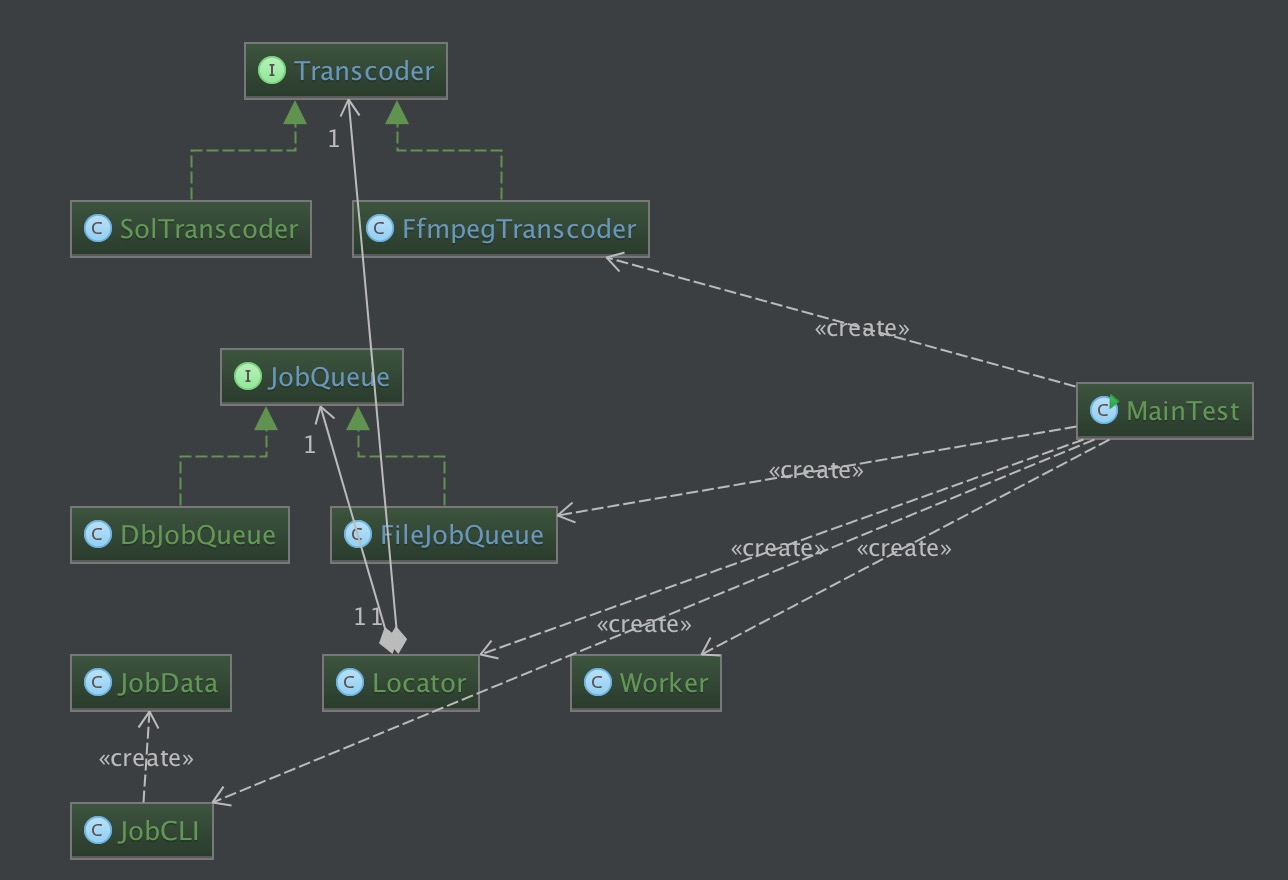 I Transcoder
1
C SolTranscoder
C FfmpegTranscoder
«create»
I JobQueue
C MainTest
1
«create»
C DbJobQueue
C FileJobQueue
«create»
«create»
11
«create»
C JobData
C Locator
C Worker
«create»
C JobCLI